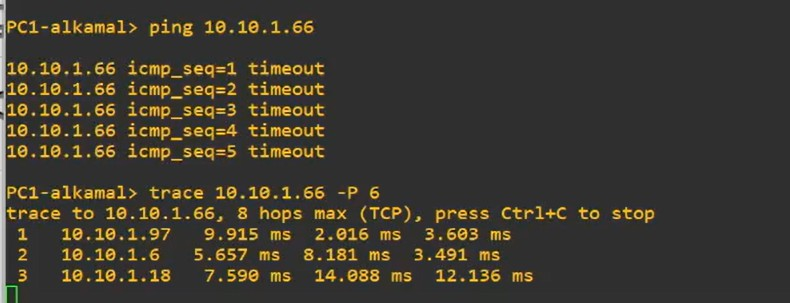 PC1-alkamal> ping 10.10.1.66
10.10.1.66 icmp_seq=1 timeout
10.10.1.66 icmp_seq=2 timeout
10.10.1.66 icmp_seq=3 timeout
10.10.1.66 icmp_seq=4 timeout
10.10.1.66 icmp_seq=5 timeout
PC1-alkamal> trace 10.10.1.66 -P 6
trace to 10.10.1.66, 8 hops max (TCP), press Ctrl+C to stop
1 10.10.1.97 9.915 ms 2.016 ms 3.603 ms
2 10.10.1.6 5.657 ms 8.181 ms 3.491 ms
3 10.10.1.18 7.590 ms 14.088 ms 12.136 ms